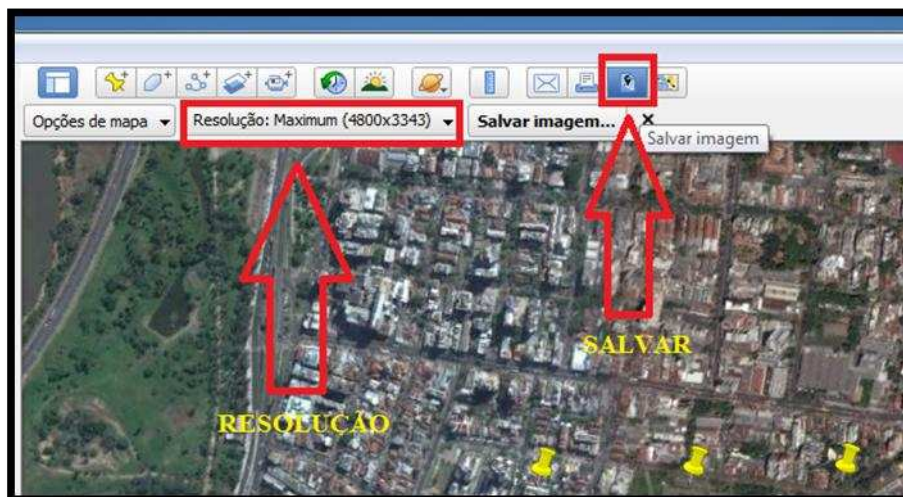 Opções de mapa
Resolução: Maximum (4800x3343)
Salvar imagem...
Salvar imagem
SALVAR
RESOLUÇÃO